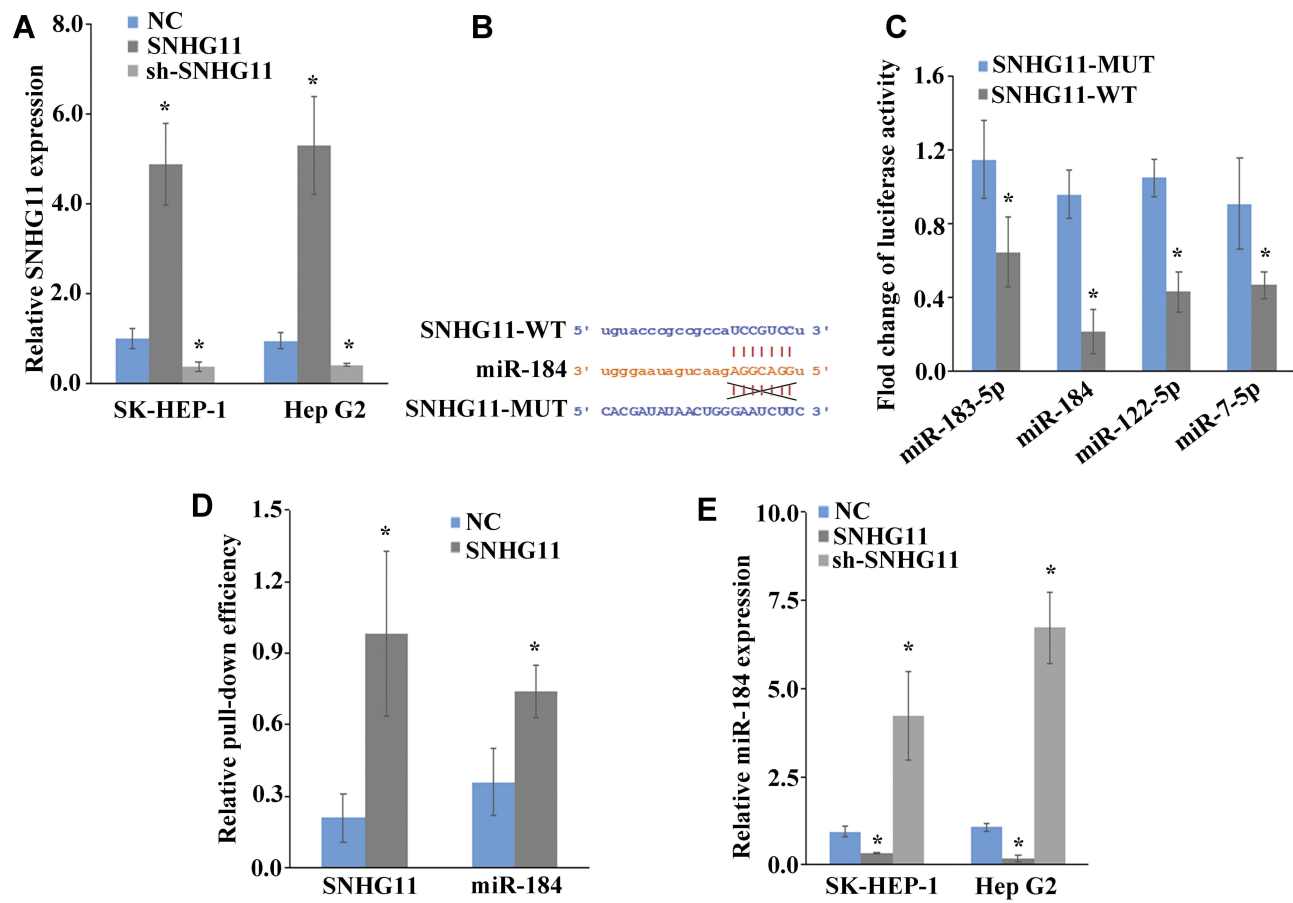 A
8.0
6.0
4.0
2.0
0.0
Relative SNHG11 expression
NC
SNHG11
sh-SNHG11
* * * *
SK-HEP-1 Hep G2
B
SNHG11-WT 5' uguacccgccgccaUCCGUCCu 3'
miR-184 3' ugggaauagucaagAGGCAGGu 5'
SNHG11-MUT 5' CACGAUAUAACUGGGAAUCUUC 3'
C
1.6
1.2
0.8
0.4
0.0
Flod change of luciferase activity
SNHG11-MUT
SNHG11-WT
* * * *
miR-183-5p miR-184 miR-122-5p miR-7-5p
D
1.5
1.2
0.9
0.6
0.3
0.0
Relative pull-down efficiency
NC
SNHG11
* *
SNHG11 miR-184
E
10.0
7.5
5.0
2.5
0.0
Relative miR-184 expression
NC
SNHG11
sh-SNHG11
* * * *
SK-HEP-1 Hep G2